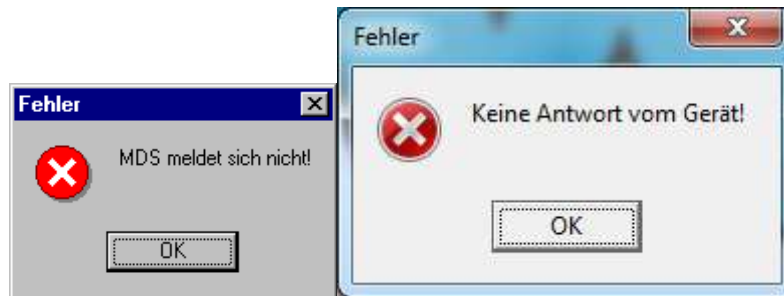 Fehler
MDS meldet sich nicht!
OK
Fehler
Keine Antwort vom Gerät!
OK